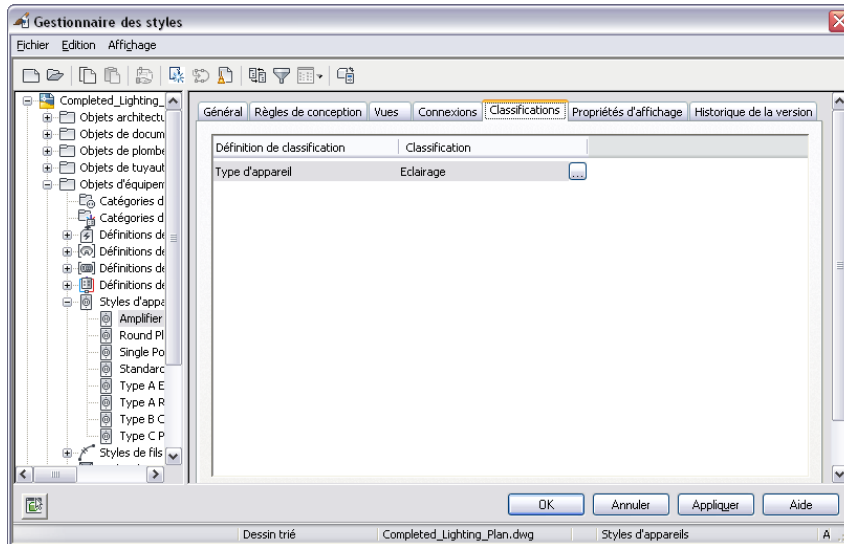 Gestionnaire des styles
Fichier Edition Affichage
Completed_Lighting_
Objets architectu
Objets de docum
Objets de plombe
Objets de tuyaut
Objets d'équipem
Catégories d
Catégories d
Définitions de
Définitions de
Définitions de
Définitions de
Styles d'appa
Amplifier
Round Pl
Single Po
Standard
Type A E
Type A R
Type B C
Type C P
Styles de fils
Général Règles de conception Vues Connexions Classifications Propriétés d'affichage Historique de la version
Définition de classification Classification
Type d'appareil Eclairage ...
OK Annuler Appliquer Aide
Dessin trié Completed_Lighting_Plan.dwg Styles d'appareils A